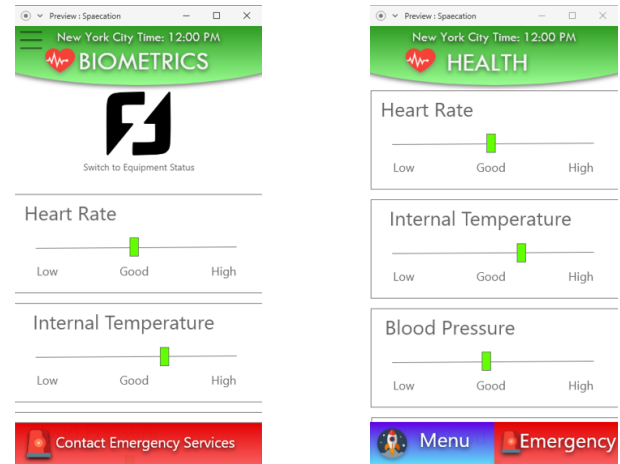 Preview : Spaecation
New York City Time: 12:00 PM
BIOMETRICS
Switch to Equipment Status
Heart Rate
Low Good High
Internal Temperature
Low Good High
Contact Emergency Services
Preview : Spaecation
New York City Time: 12:00 PM
HEALTH
Heart Rate
Low Good High
Internal Temperature
Low Good High
Blood Pressure
Low Good High
Menu Emergency